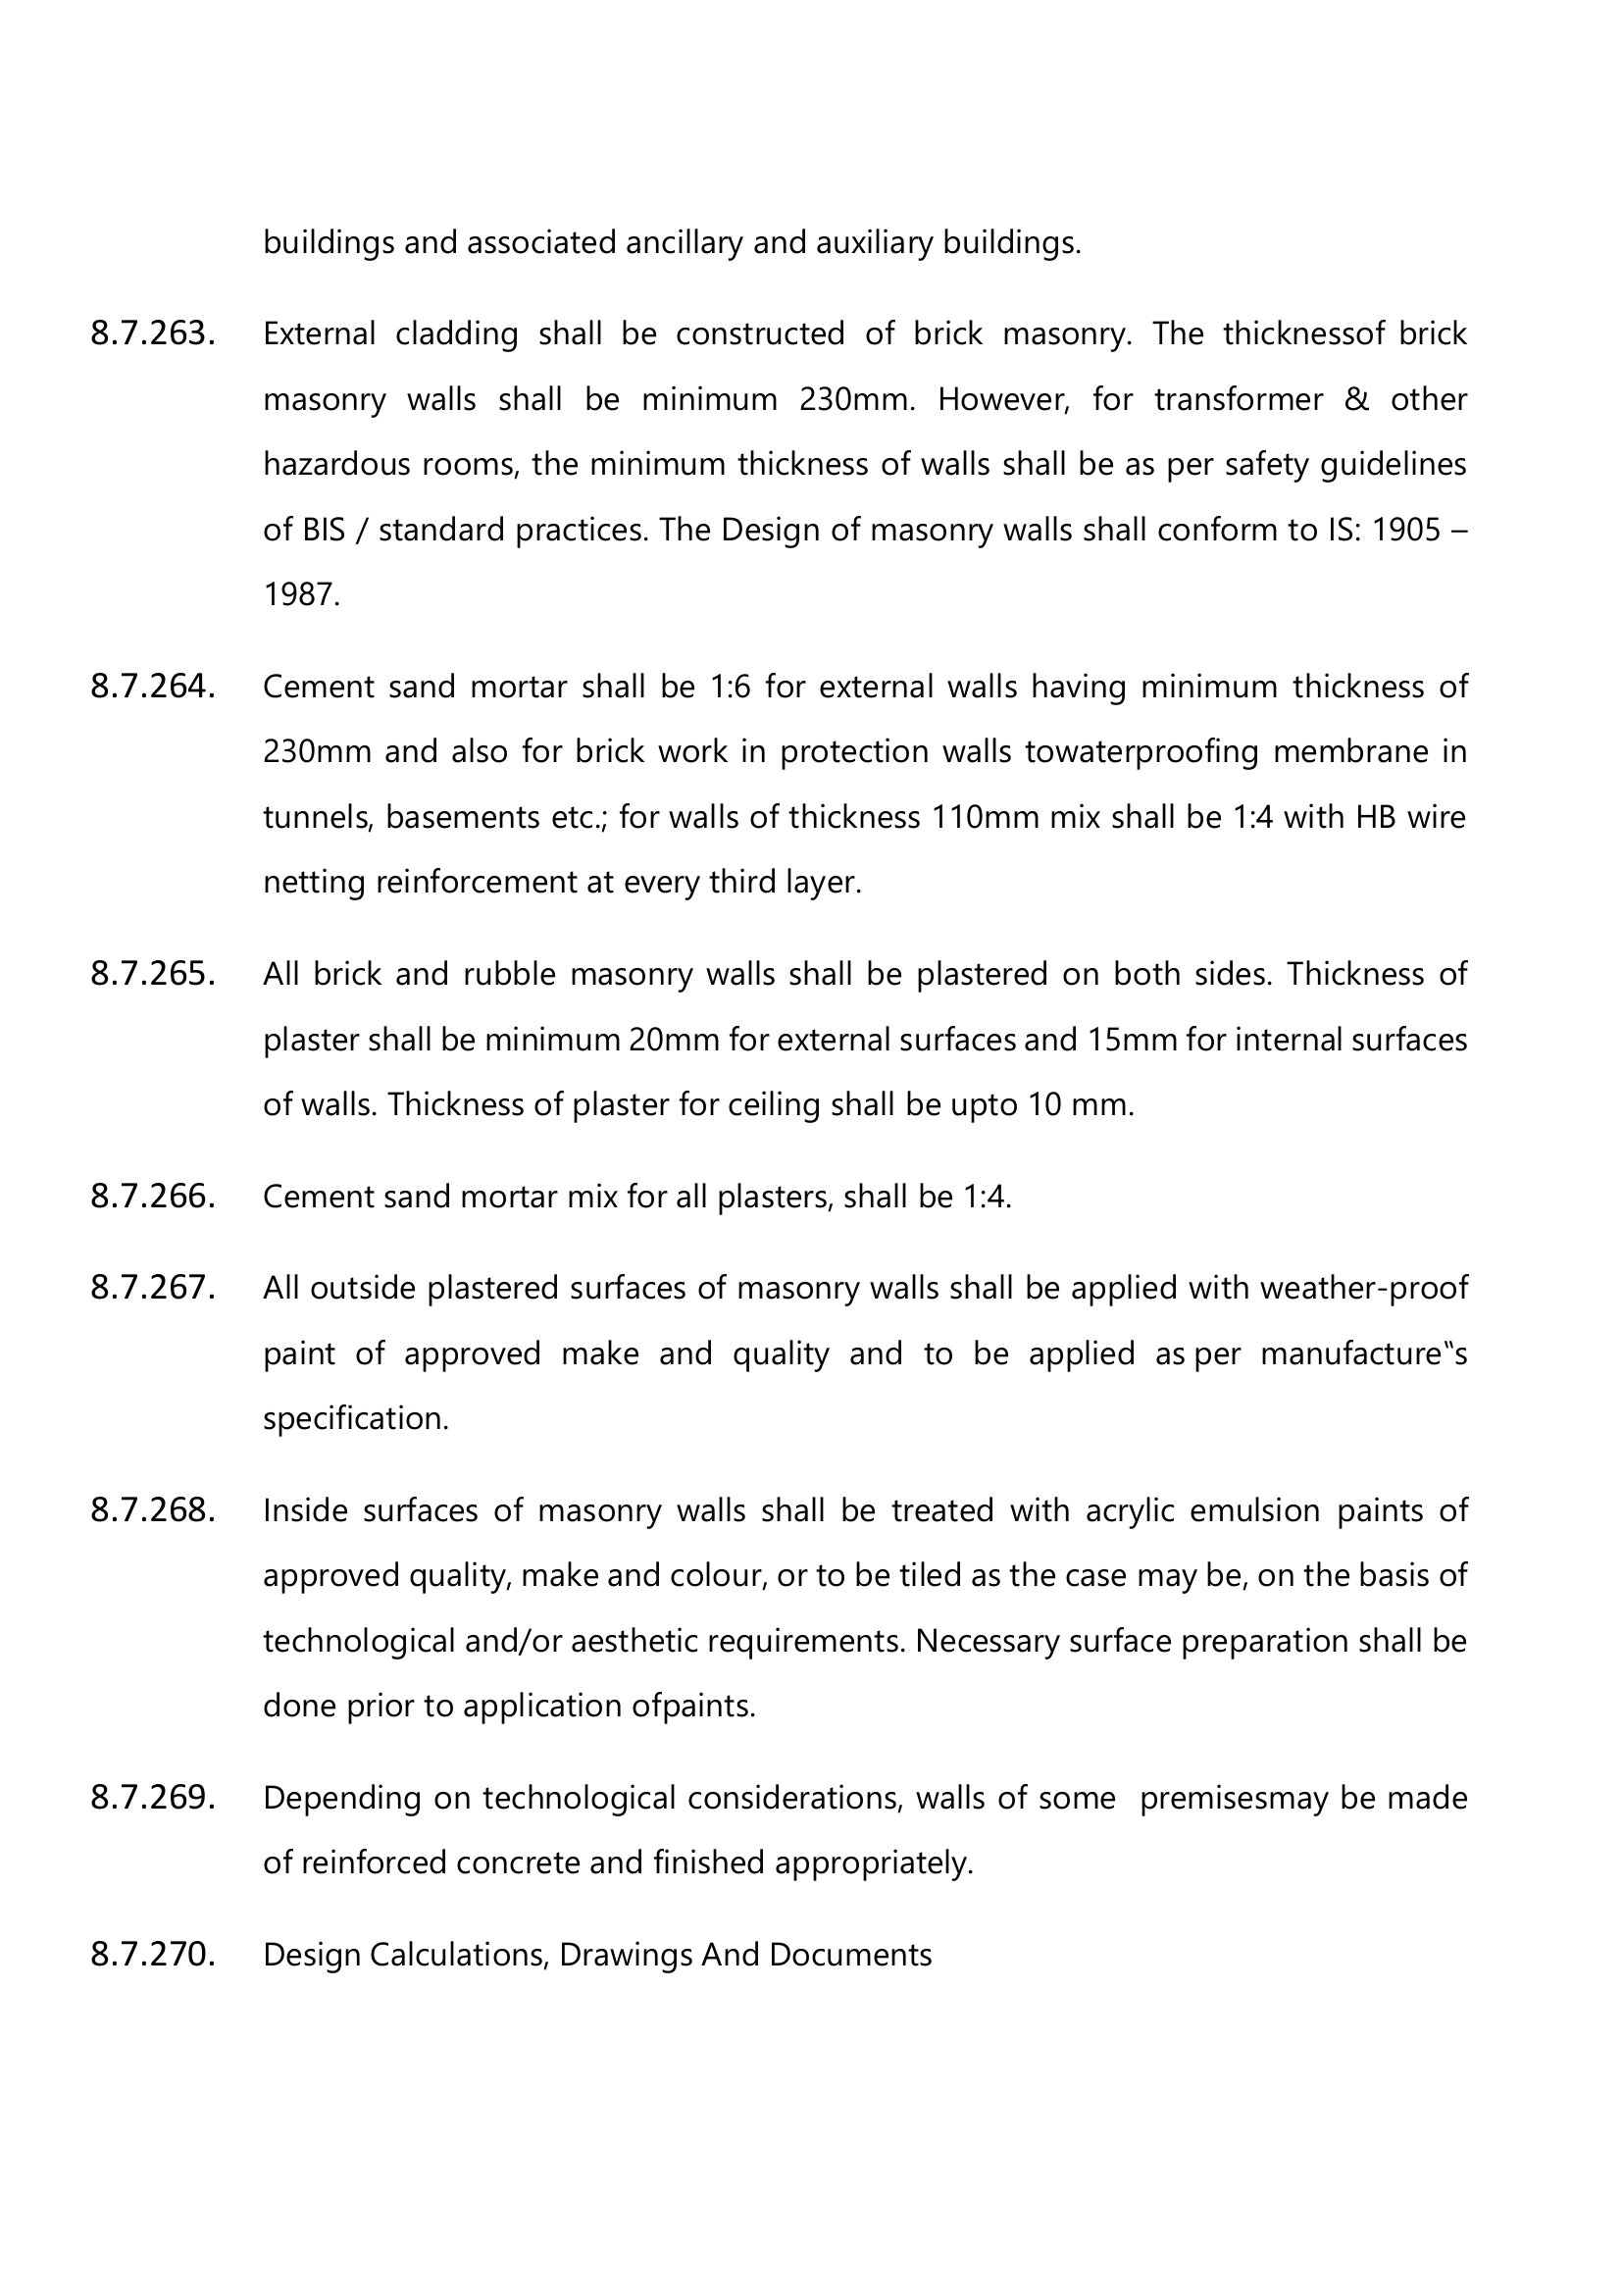 buildings and associated ancillary and auxiliary buildings.
8.7.263. External cladding shall be constructed of brick masonry. The thicknessof brick
masonry walls shall be minimum 230mm. However, for transformer & other
hazardous rooms, the minimum thickness of walls shall be as per safety guidelines
of BIS / standard practices. The Design of masonry walls shall conform to IS: 1905 –
1987.
8.7.264. Cement sand mortar shall be 1:6 for external walls having minimum thickness of
230mm and also for brick work in protection walls towaterproofing membrane in
tunnels, basements etc.; for walls of thickness 110mm mix shall be 1:4 with HB wire
netting reinforcement at every third layer.
8.7.265. All brick and rubble masonry walls shall be plastered on both sides. Thickness of
plaster shall be minimum 20mm for external surfaces and 15mm for internal surfaces
of walls. Thickness of plaster for ceiling shall be upto 10 mm.
8.7.266. Cement sand mortar mix for all plasters, shall be 1:4.
8.7.267. All outside plastered surfaces of masonry walls shall be applied with weather-proof
paint of approved make and quality and to be applied as per manufacture‟s
specification.
8.7.268. Inside surfaces of masonry walls shall be treated with acrylic emulsion paints of
approved quality, make and colour, or to be tiled as the case may be, on the basis of
technological and/or aesthetic requirements. Necessary surface preparation shall be
done prior to application ofpaints.
8.7.269. Depending on technological considerations, walls of some premisesmay be made
of reinforced concrete and finished appropriately.
8.7.270. Design Calculations, Drawings And Documents